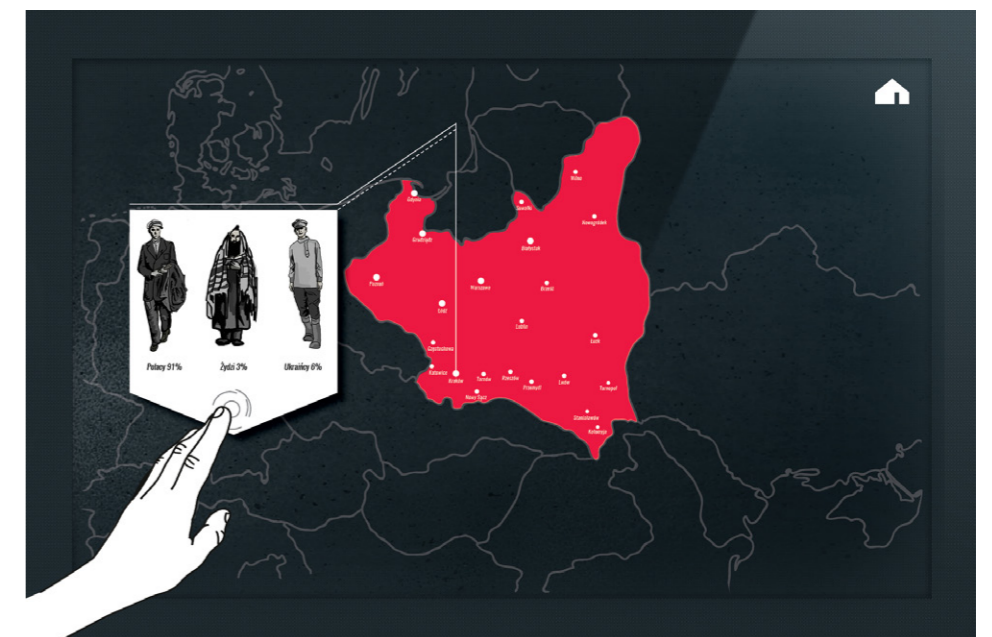 Polacy 91%
Żydzi 3%
Ukraińcy 6%
Wilno
Gdynia
Suwałki
Nowogródek
Grudziądz
Białystok
Poznań
Warszawa
Brześć
Łódź
Lublin
Łuck
Częstochowa
Katowice
Kraków
Tarnów
Rzeszów
Przemyśl
Lwów
Tarnopol
Nowy Sącz
Stanisławów
Kołomyja